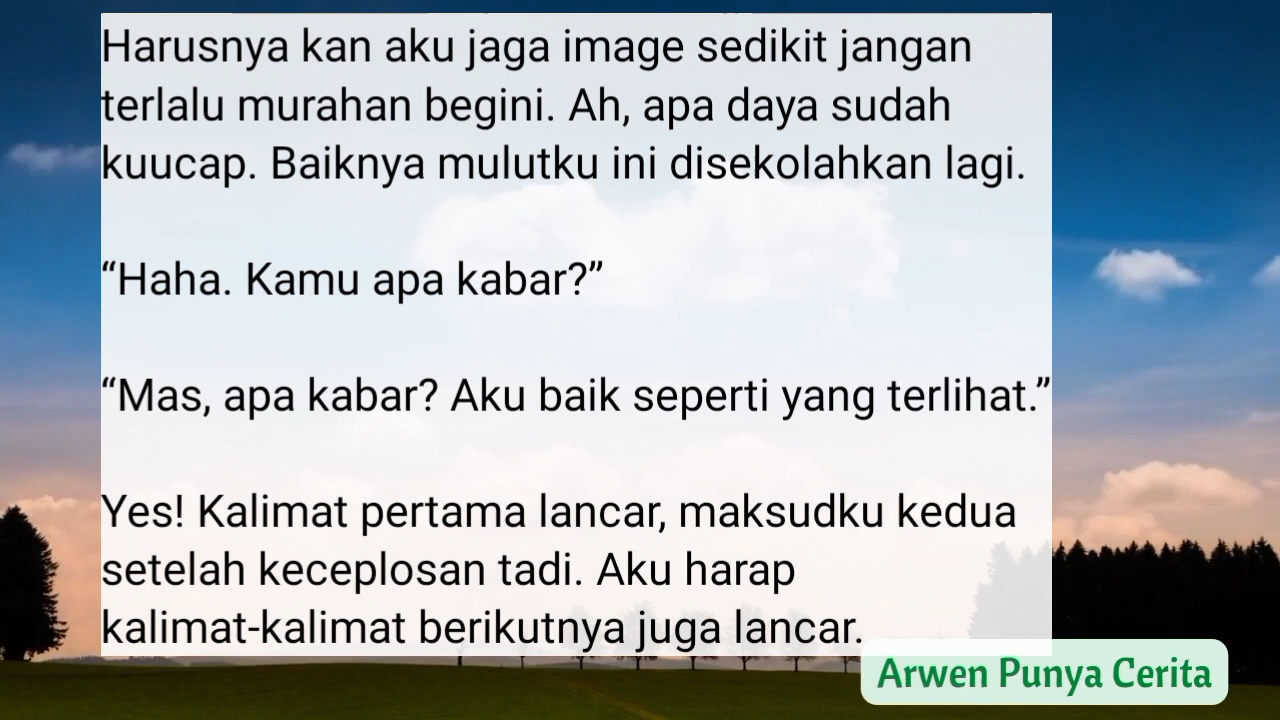 Harusnya kan aku jaga image sedikit jangan
terlalu murahan begini. Ah, apa daya sudah
kuucap. Baiknya mulutku ini disekolahkan lagi.
“Haha. Kamu apa kabar?”
“Mas, apa kabar? Aku baik seperti yang terlihat.”
Yes! Kalimat pertama lancar, maksudku kedua
setelah keceplosan tadi. Aku harap
kalimat-kalimat berikutnya juga lancar.
Arwen Punya Cerita